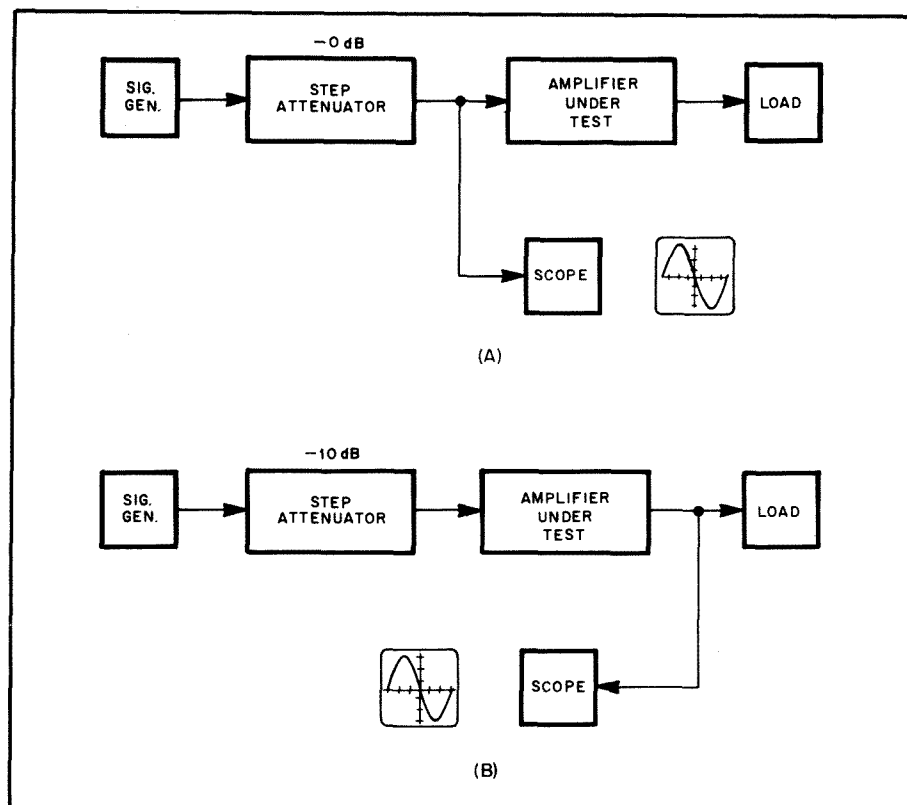 −0 dB
SIG.
GEN.
STEP
ATTENUATOR
AMPLIFIER
UNDER
TEST
LOAD
SCOPE
(A)
−10 dB
SIG.
GEN.
STEP
ATTENUATOR
AMPLIFIER
UNDER
TEST
LOAD
SCOPE
(B)